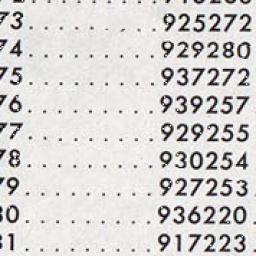 73 . . . . . . . . . 925272
74 . . . . . . . . . 929280
75 . . . . . . . . . 937272
76 . . . . . . . . . 939257
77 . . . . . . . . . 929255
78 . . . . . . . . . 930254
79 . . . . . . . . . 927253
80 . . . . . . . . . 936220
81 . . . . . . . . . 917223